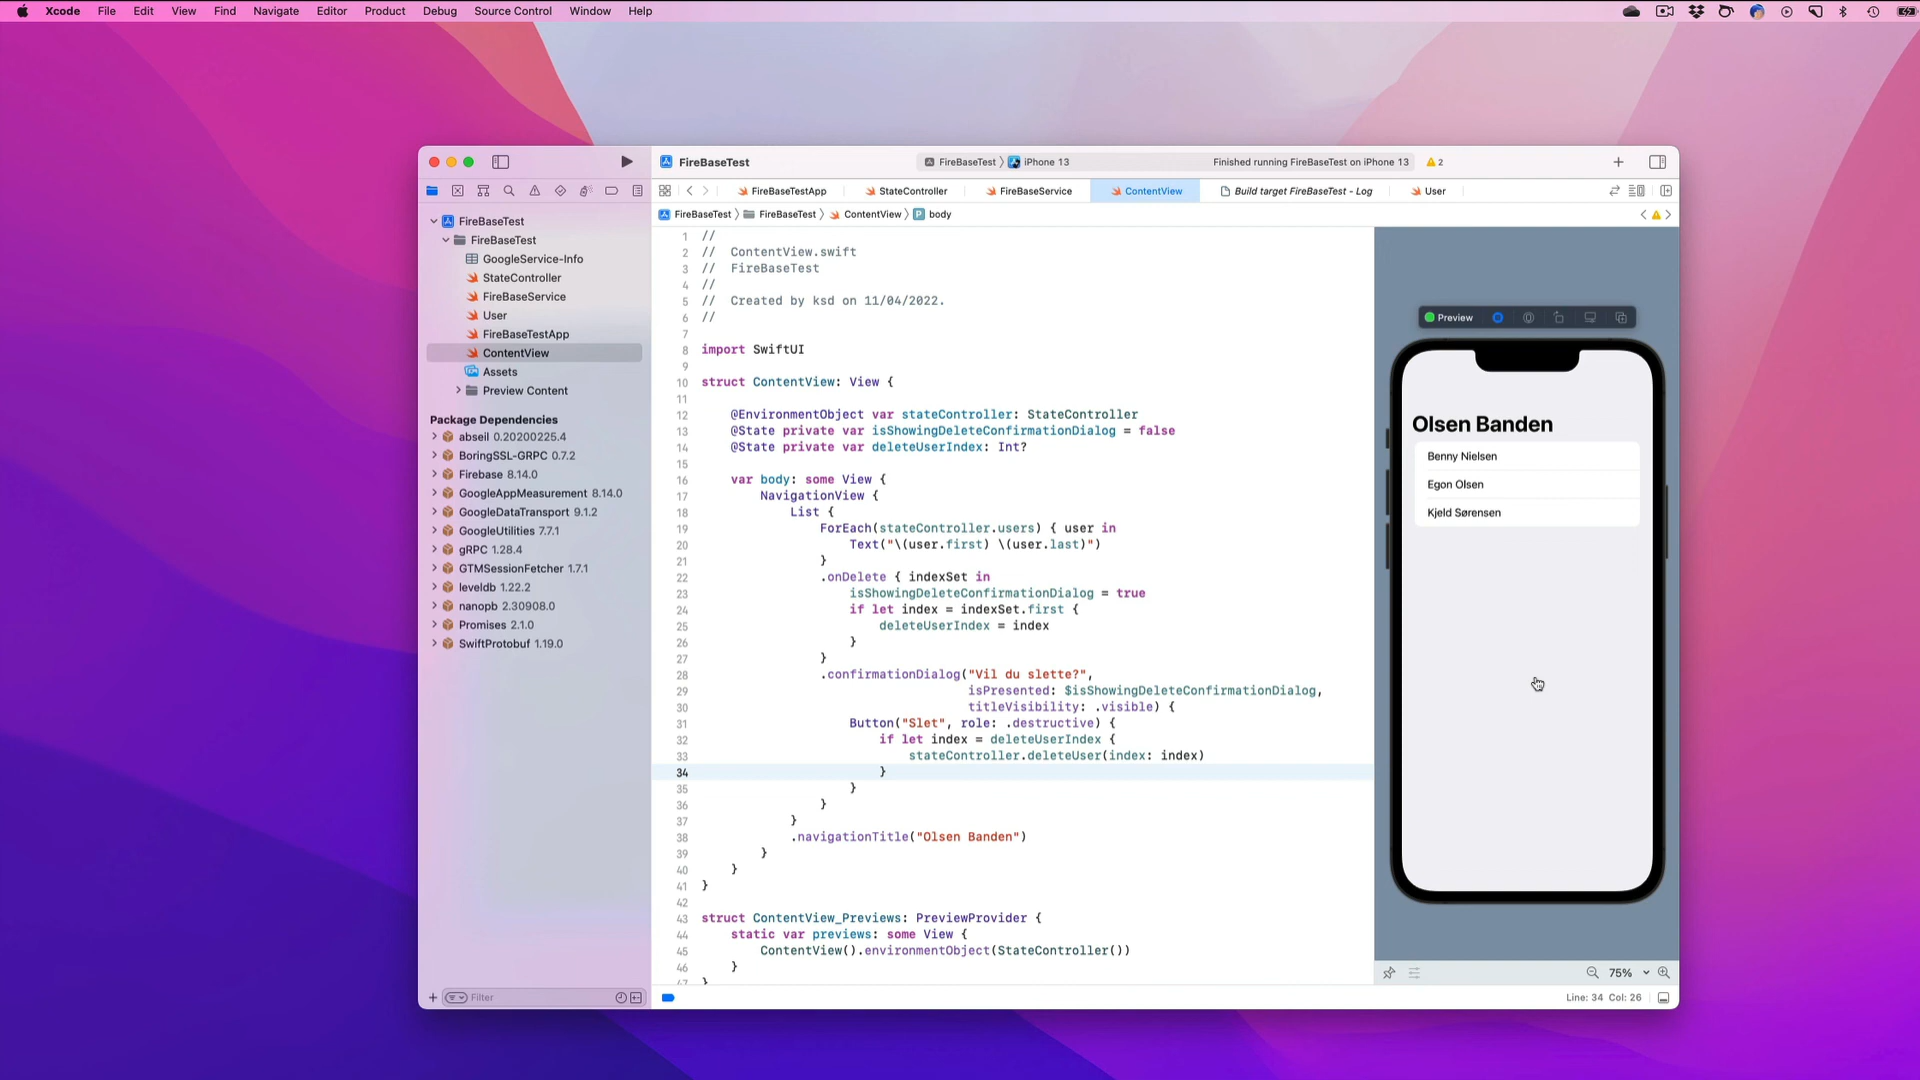 Xcode File Edit View Find Navigate Editor Product Debug Source Control Window Help
FireBaseTest FireBaseTest iPhone 13 Finished running FireBaseTest on iPhone 13 2
FireBaseTestApp StateController FireBaseService ContentView Build target FireBaseTest - Log User
FireBaseTest FireBaseTest ContentView P body
FireBaseTest
FireBaseTest
GoogleService-Info
StateController
FireBaseService
User
FireBaseTestApp
ContentView
Assets
Preview Content
Package Dependencies
abseil 0.20200225.4
BoringSSL-GRPC 0.7.2
Firebase 8.14.0
GoogleAppMeasurement 8.14.0
GoogleDataTransport 9.1.2
GoogleUtilities 7.7.1
gRPC 1.28.4
GTMSessionFetcher 1.7.1
leveldb 1.22.2
nanopb 2.30908.0
Promises 2.1.0
SwiftProtobuf 1.19.0
Filter
1 //
2 // ContentView.swift
3 // FireBaseTest
4 //
5 // Created by ksd on 11/04/2022.
6 //
7
8 import SwiftUI
9
10 struct ContentView: View {
11
12 @EnvironmentObject var stateController: StateController
13 @State private var isShowingDeleteConfirmationDialog = false
14 @State private var deleteUserIndex: Int?
15
16 var body: some View {
17 NavigationView {
18 List {
19 ForEach(stateController.users) { user in
20 Text("\(user.first) \(user.last)")
21 }
22 .onDelete { indexSet in
23 isShowingDeleteConfirmationDialog = true
24 if let index = indexSet.first {
25 deleteUserIndex = index
26 }
27 }
28 .confirmationDialog("Vil du slette?",
29 isPresented: $isShowingDeleteConfirmationDialog,
30 titleVisibility: .visible) {
31 Button("Slet", role: .destructive) {
32 if let index = deleteUserIndex {
33 stateController.deleteUser(index: index)
34 }
35 }
36 }
37 }
38 .navigationTitle("Olsen Banden")
39 }
40 }
41 }
42
43 struct ContentView_Previews: PreviewProvider {
44 static var previews: some View {
45 ContentView().environmentObject(StateController())
46 }
47 }
Preview
Olsen Banden
Benny Nielsen
Egon Olsen
Kjeld Sørensen
75%
Line: 34 Col: 26